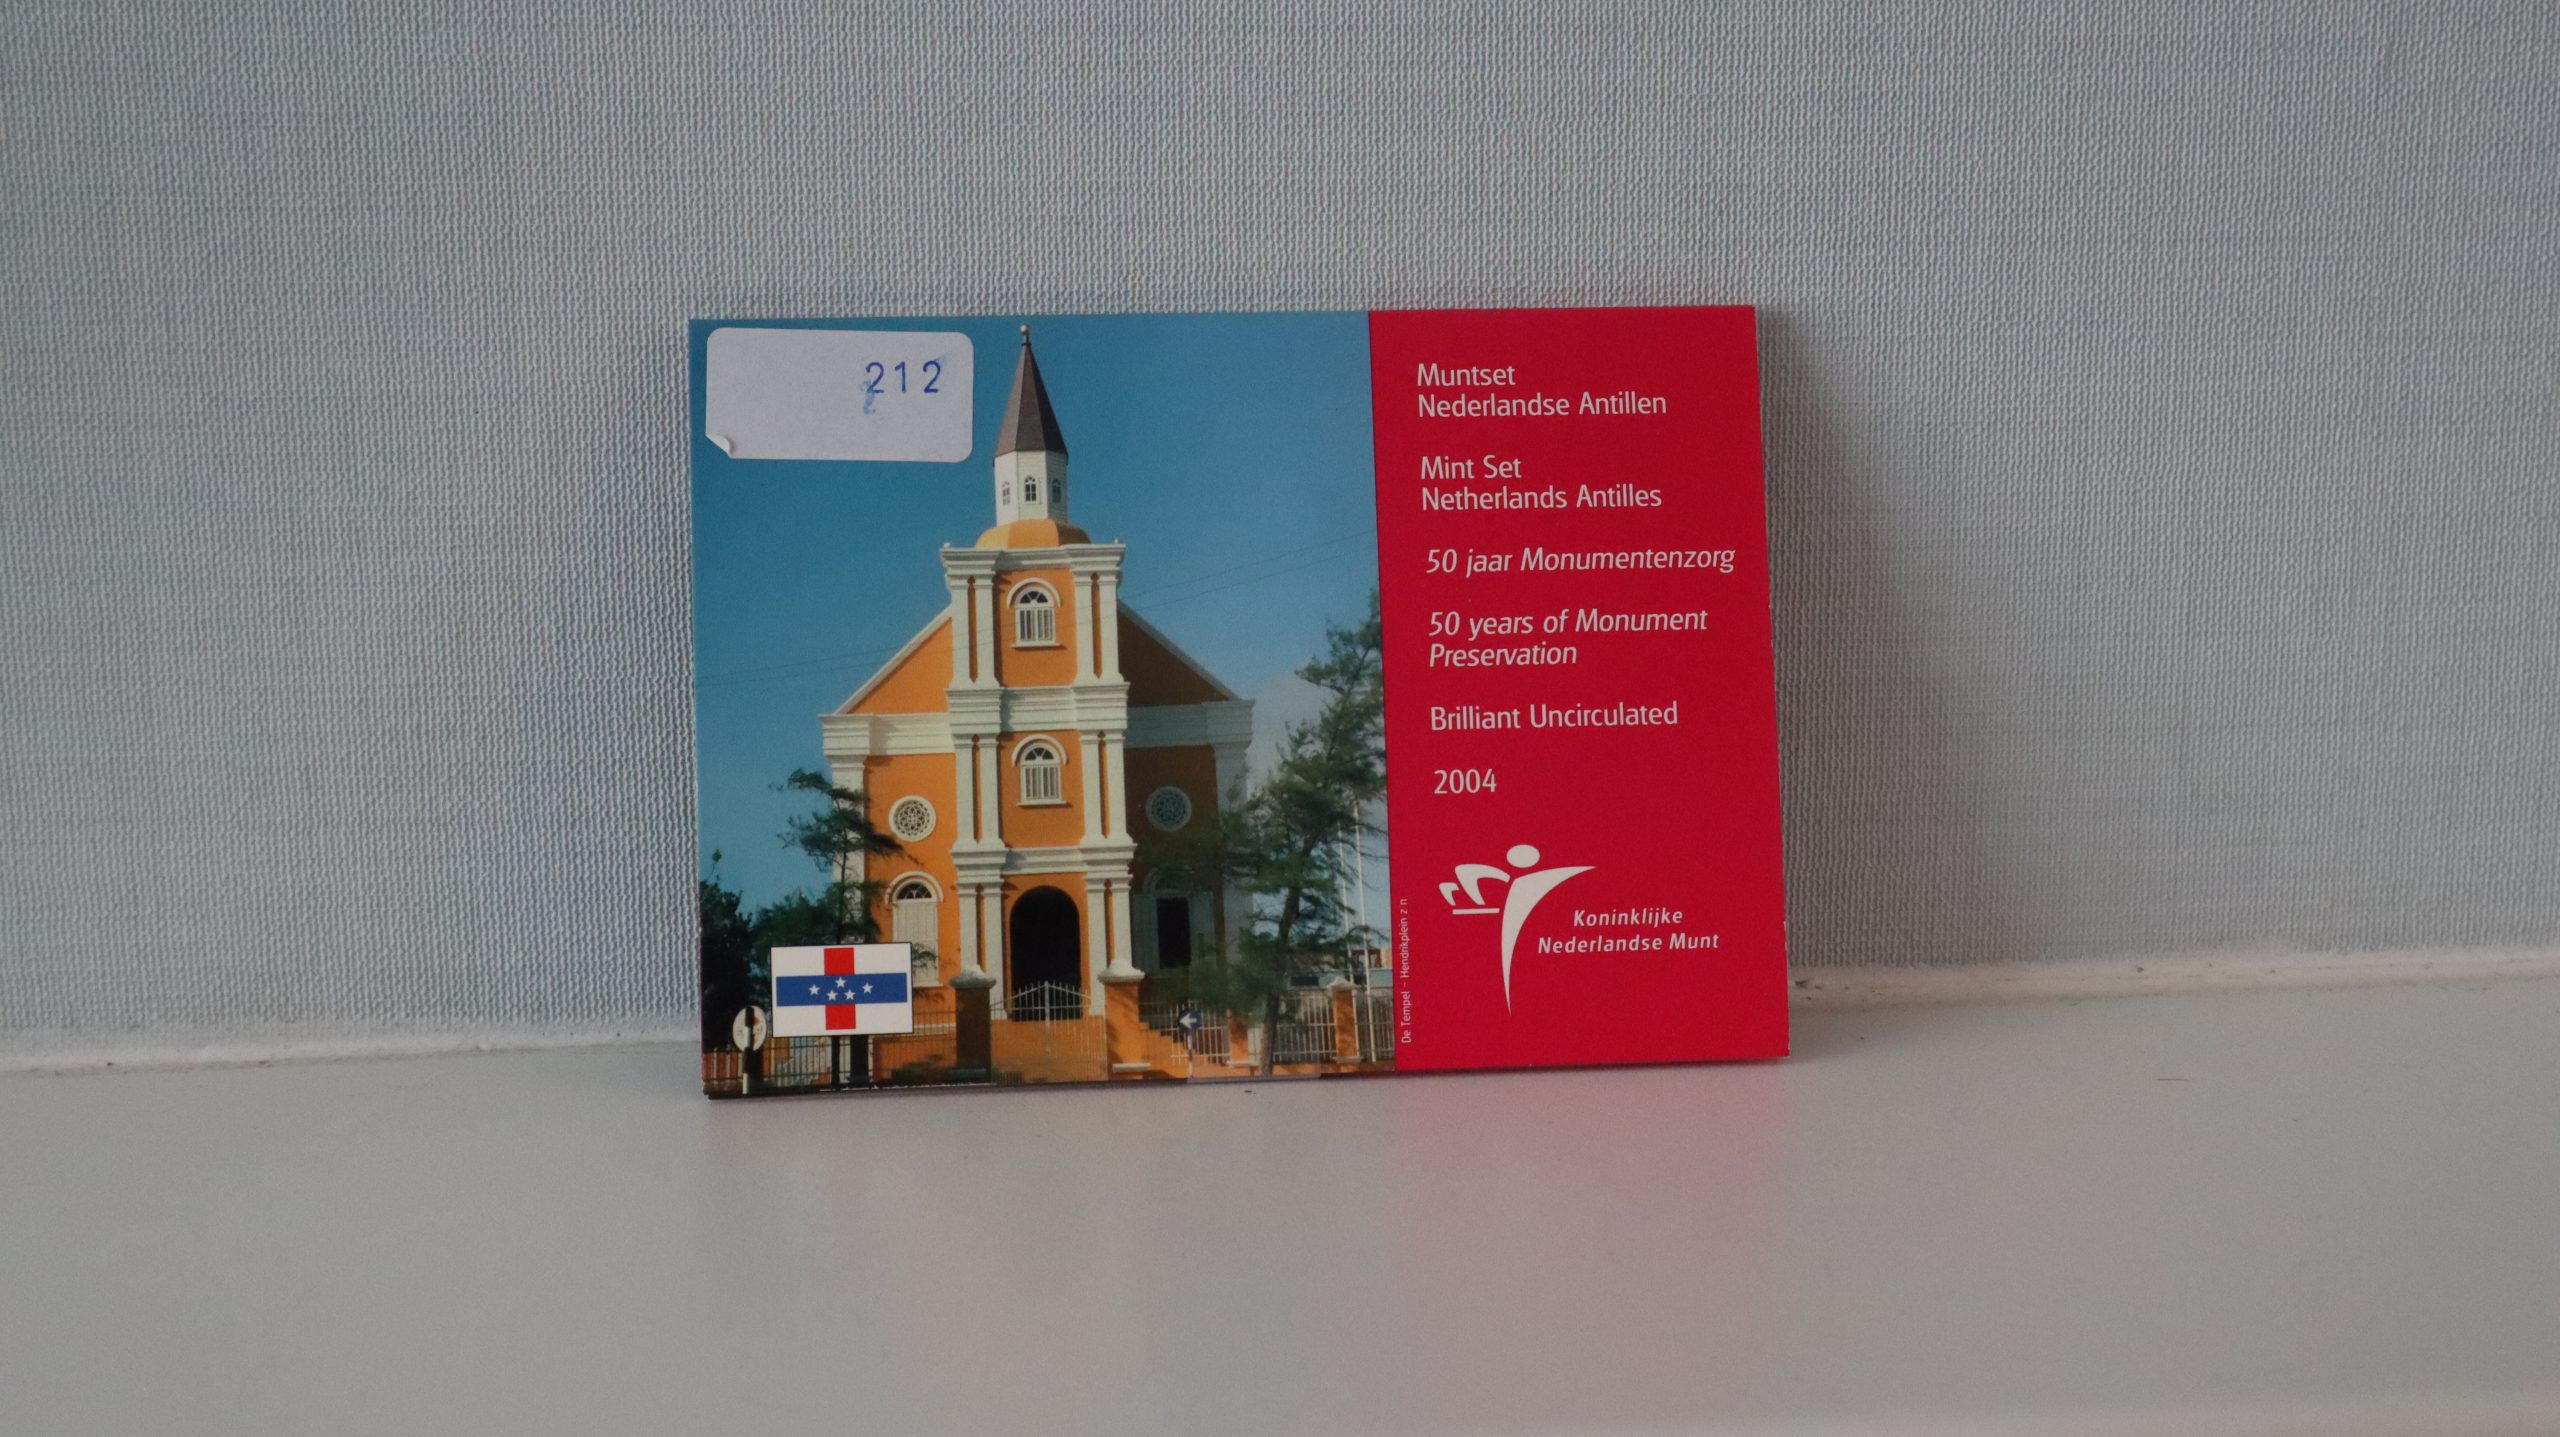 212
Muntset
Nederlandse Antillen
Mint Set
Netherlands Antilles
50 jaar Monumentenzorg
50 years of Monument
Preservation
Brilliant Uncirculated
2004
Koninklijke
Nederlandse Munt
De Tempel – Hendrikplein z n